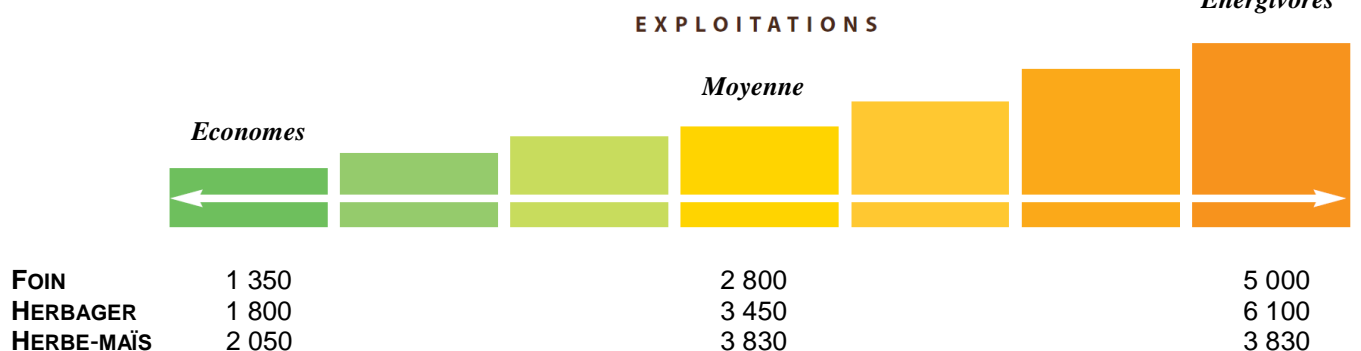 Energivores
EXPLOITATIONS
Moyenne
Economes
FOIN 1 350 2 800 5 000
HERBAGER 1 800 3 450 6 100
HERBE-MAÏS 2 050 3 830 3 830